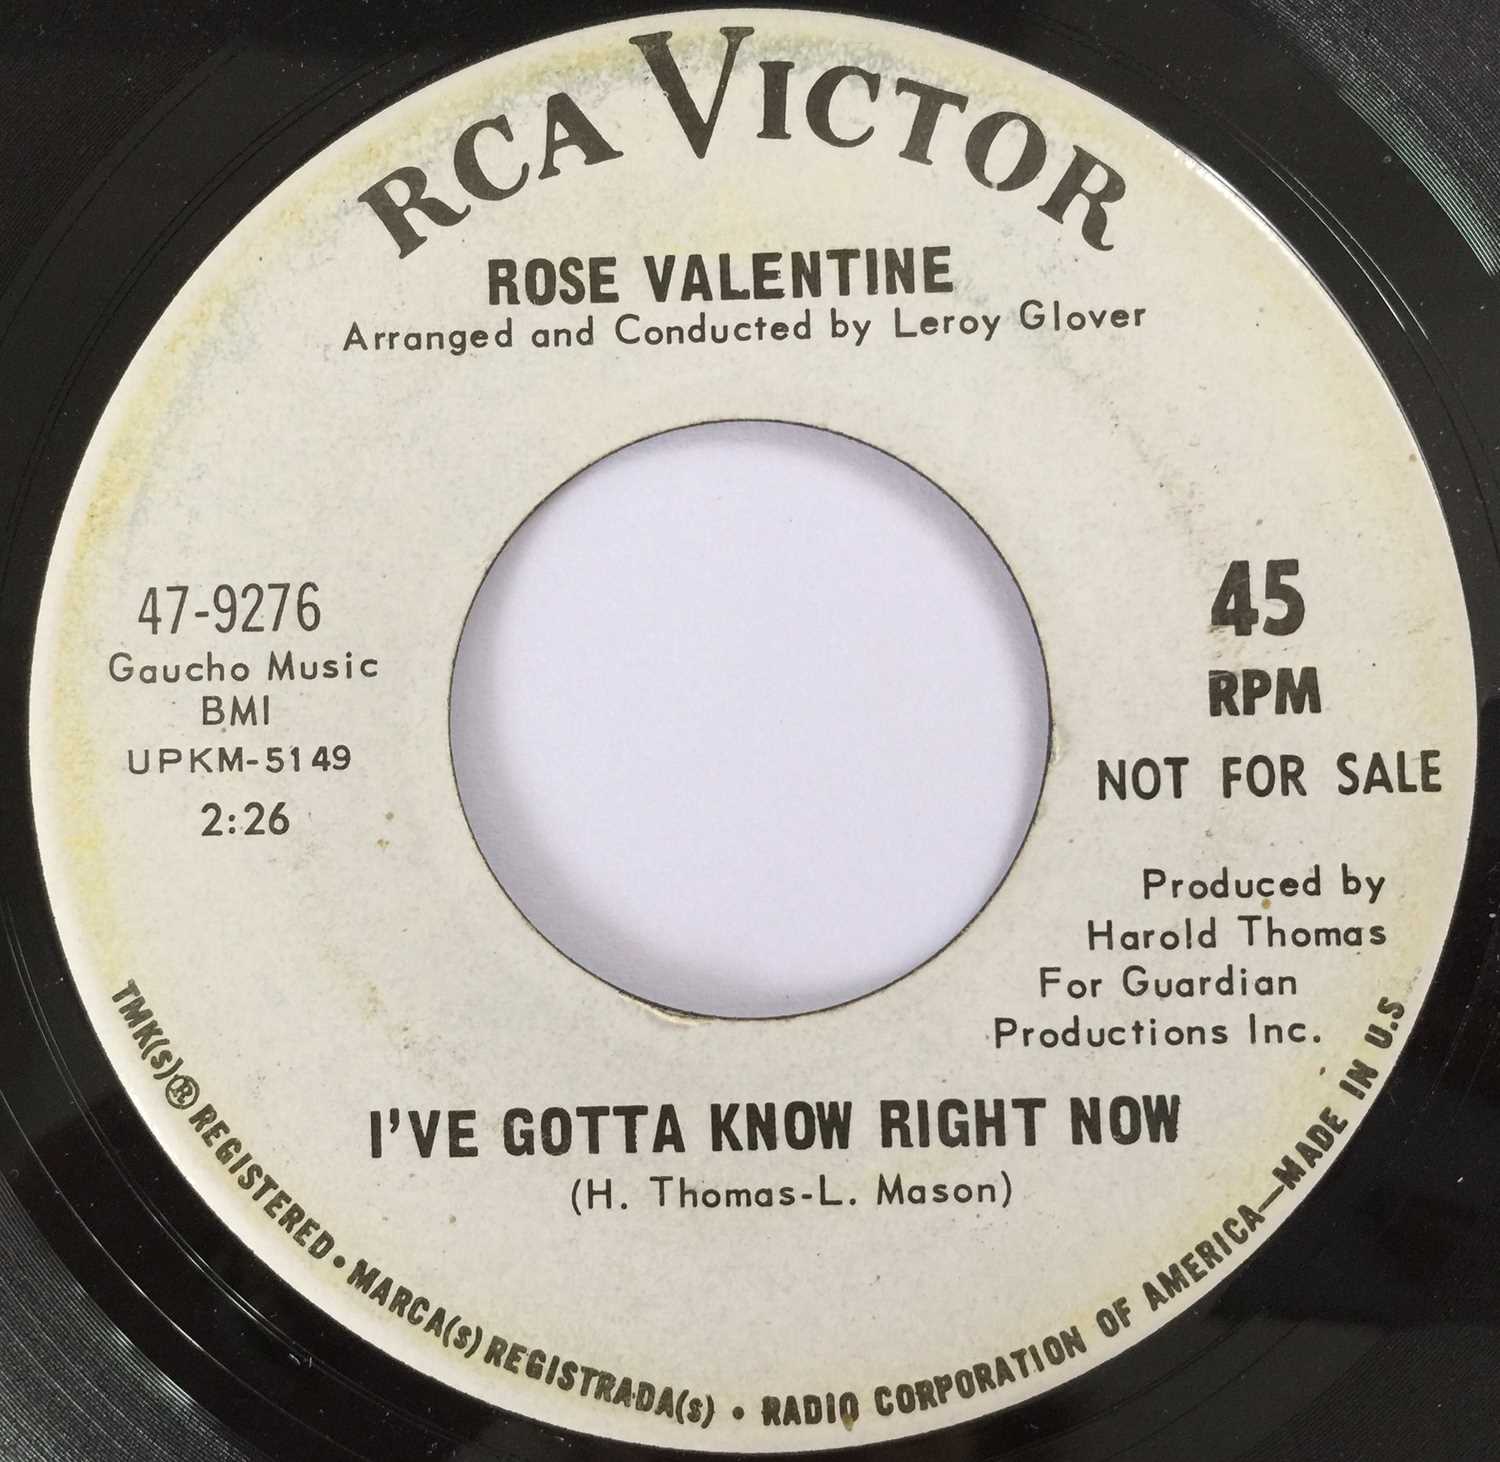 RCA VICTOR
ROSE VALENTINE
Arranged and Conducted by Leroy Glover
47-9276
Gaucho Music
BMI
UPKM-5149
2:26
45
RPM
NOT FOR SALE
Produced by
Harold Thomas
For Guardian
Productions Inc.
I'VE GOTTA KNOW RIGHT NOW
(H. Thomas-L. Mason)
TMK(s)® REGISTERED • MARCA(s) REGISTRADA(s) • RADIO CORPORATION OF AMERICA—MADE IN U.S